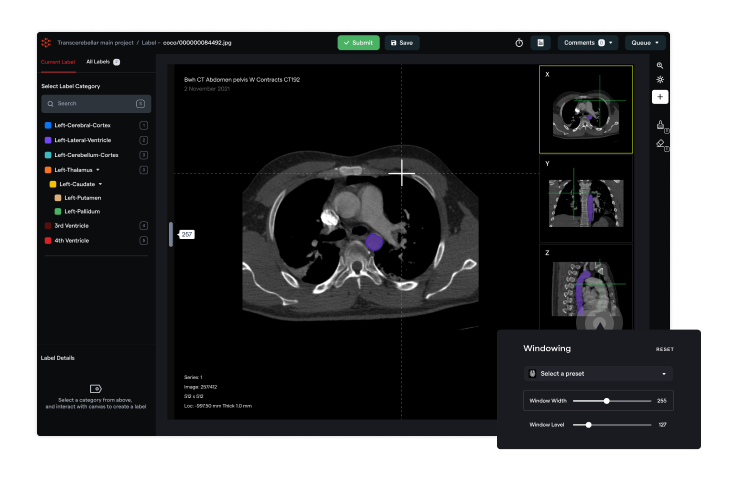 Transcerebellar main project / Label - coco/000000084492.jpg
Submit
Save
Comments 0
Queue
Current Label
All Labels
Select Label Category
Search
Left-Cerebral-Cortex 1
Left-Lateral-Ventricle 2
Left-Cerebellum-Cortex 3
Left-Thalamus
Left-Caudate
Left-Putamen
Left-Pallidum
3rd Ventricle 4
4th Ventricle 5
Label Details
Select a category from above,
and interact with canvas to create a label
Bwh CT Abdomen pelvis W Contracts CT192
2 November 2021
257
Series: 1
Image: 257/412
512 x 512
Loc: -997.50 mm Thick 1.0 mm
X
Y
Z
Windowing
RESET
Select a preset
Window Width 255
Window Level 127